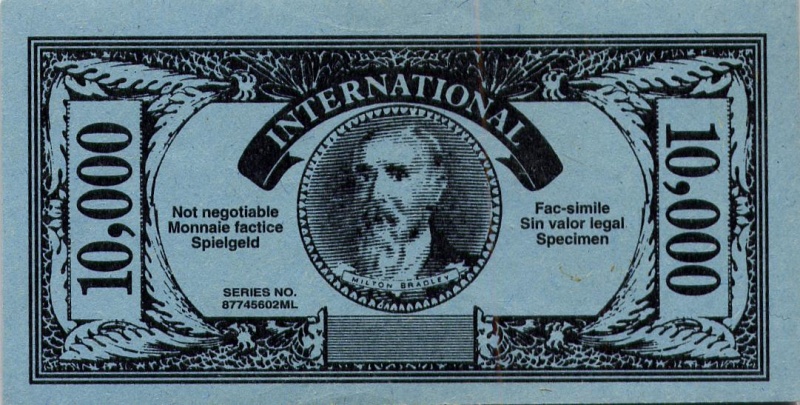 INTERNATIONAL
10,000
10,000
Not negotiable
Monnaie factice
Spielgeld
Fac-simile
Sin valor legal
Specimen
MILTON BRADLEY
SERIES NO.
87745602ML